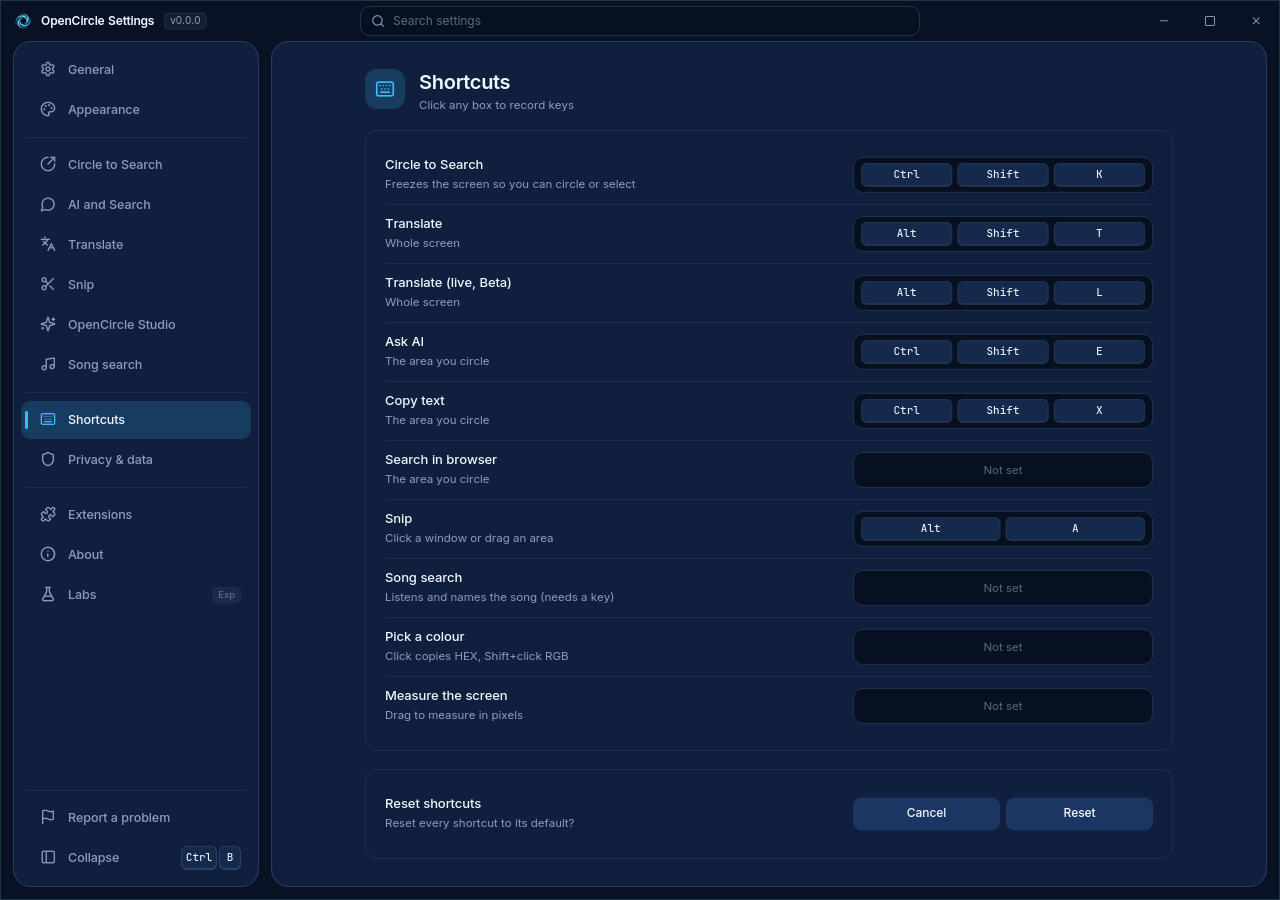 OpenCircle Settings v0.0.0
Search settings
General
Appearance
Circle to Search
AI and Search
Translate
Snip
OpenCircle Studio
Song search
Shortcuts
Privacy & data
Extensions
About
Labs Exp
Report a problem
Collapse Ctrl B
Shortcuts
Click any box to record keys
Circle to Search
Freezes the screen so you can circle or select
Ctrl Shift K
Translate
Whole screen
Alt Shift T
Translate (live, Beta)
Whole screen
Alt Shift L
Ask AI
The area you circle
Ctrl Shift E
Copy text
The area you circle
Ctrl Shift X
Search in browser
The area you circle
Not set
Snip
Click a window or drag an area
Alt A
Song search
Listens and names the song (needs a key)
Not set
Pick a colour
Click copies HEX, Shift+click RGB
Not set
Measure the screen
Drag to measure in pixels
Not set
Reset shortcuts
Reset every shortcut to its default?
Cancel Reset